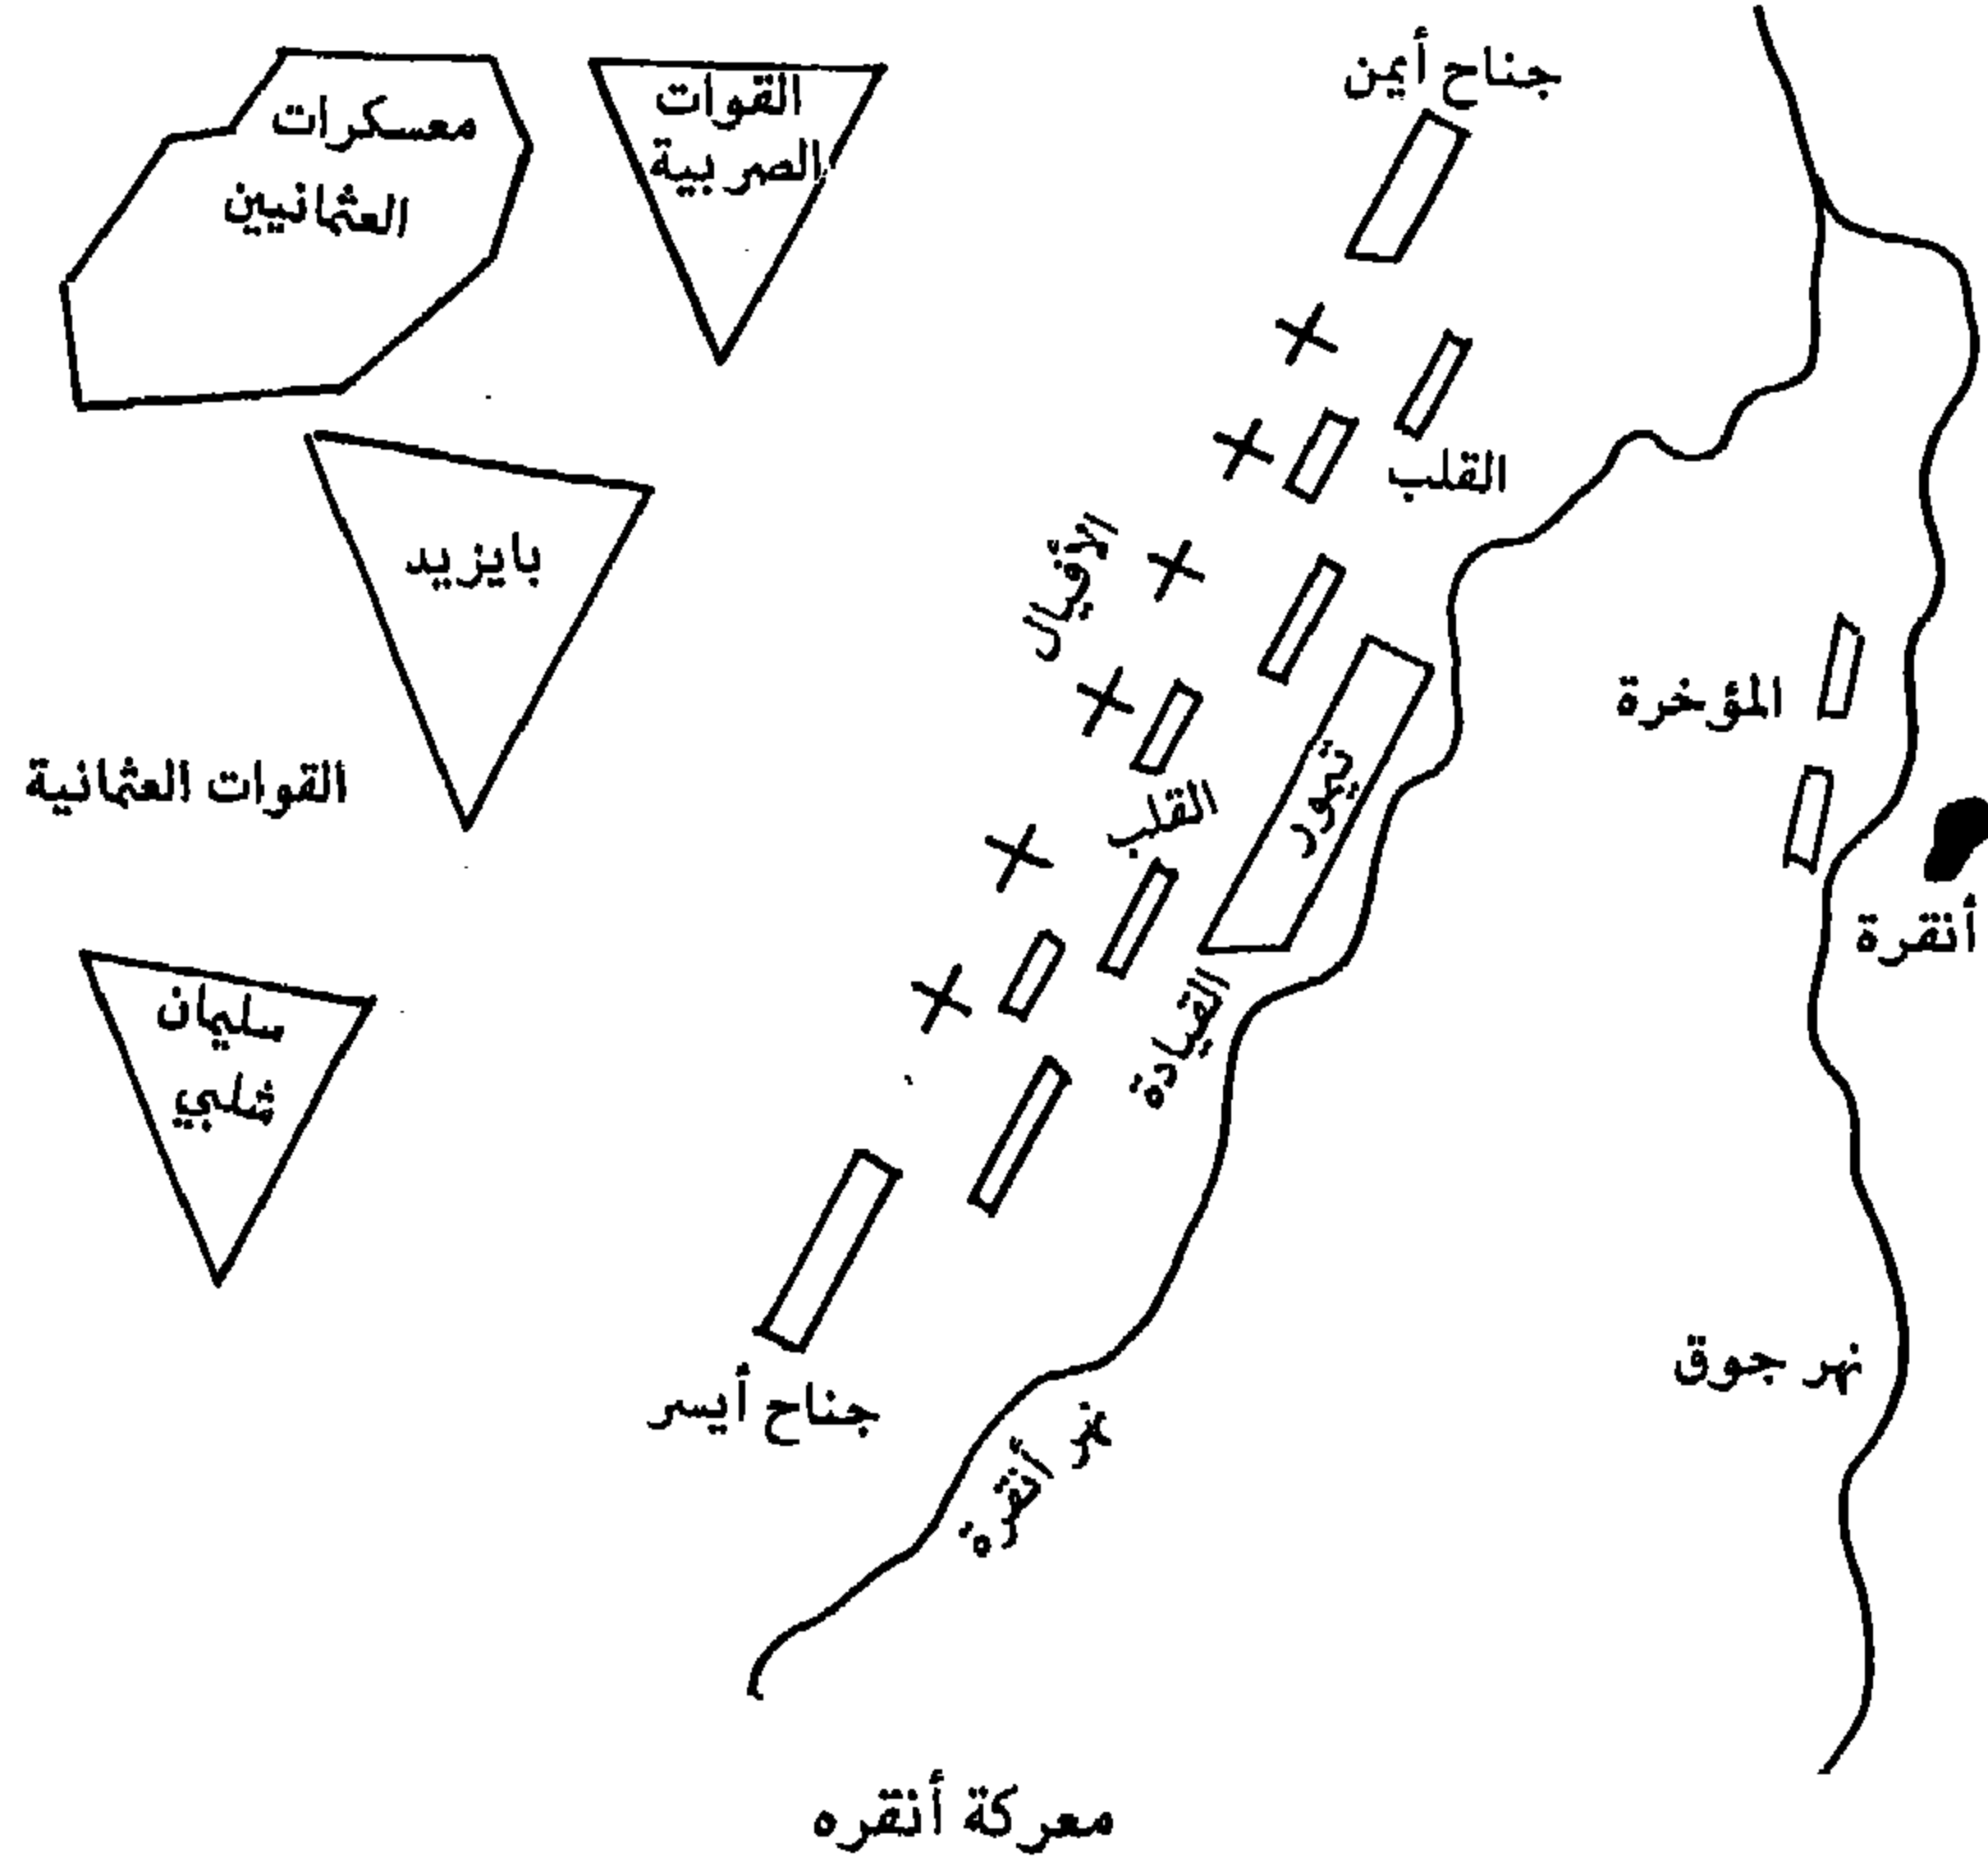 جناح أيمن
القوات
الصربية
معسكرات
العثمانيين
القلب
الأفيال
بايزيد
المؤخرة
تيمور
القوات العثمانية
القلب
أنقرة
القيادة
سليمان
شلبي
نهر جوق
جناح أيسر
نهر أنقرة
معركة أنقره